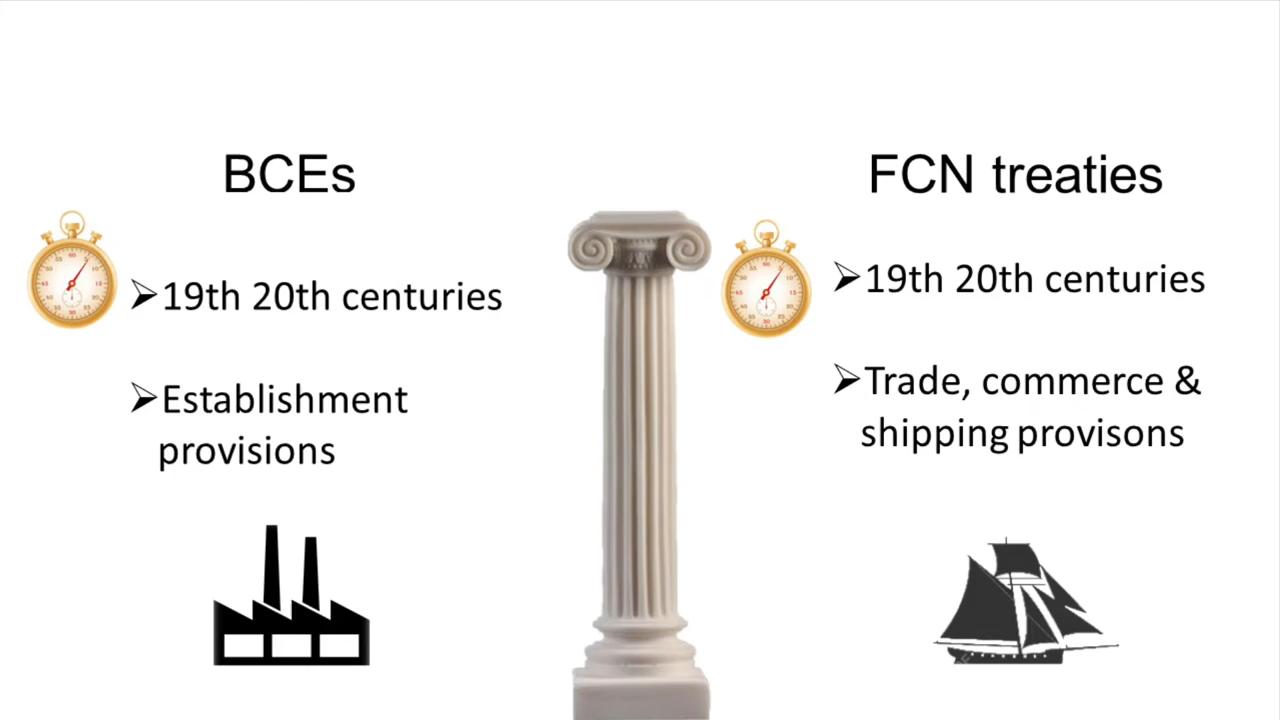 BCEs
19th 20th centuries
Establishment
provisions
FCN treaties
19th 20th centuries
Trade, commerce &
shipping provisons